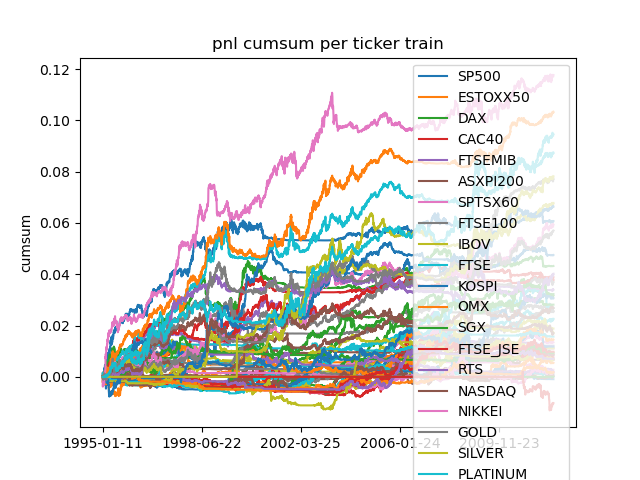 pnl cumsum per ticker train
cumsum
0.12
0.10
0.08
0.06
0.04
0.02
0.00
1995-01-11
1998-06-22
2002-03-25
2006-01-24
2009-11-23
SP500
ESTOXX50
DAX
CAC40
FTSEMIB
ASXPI200
SPTSX60
FTSE100
IBOV
FTSE
KOSPI
OMX
SGX
FTSE_JSE
RTS
NASDAQ
NIKKEI
GOLD
SILVER
PLATINUM